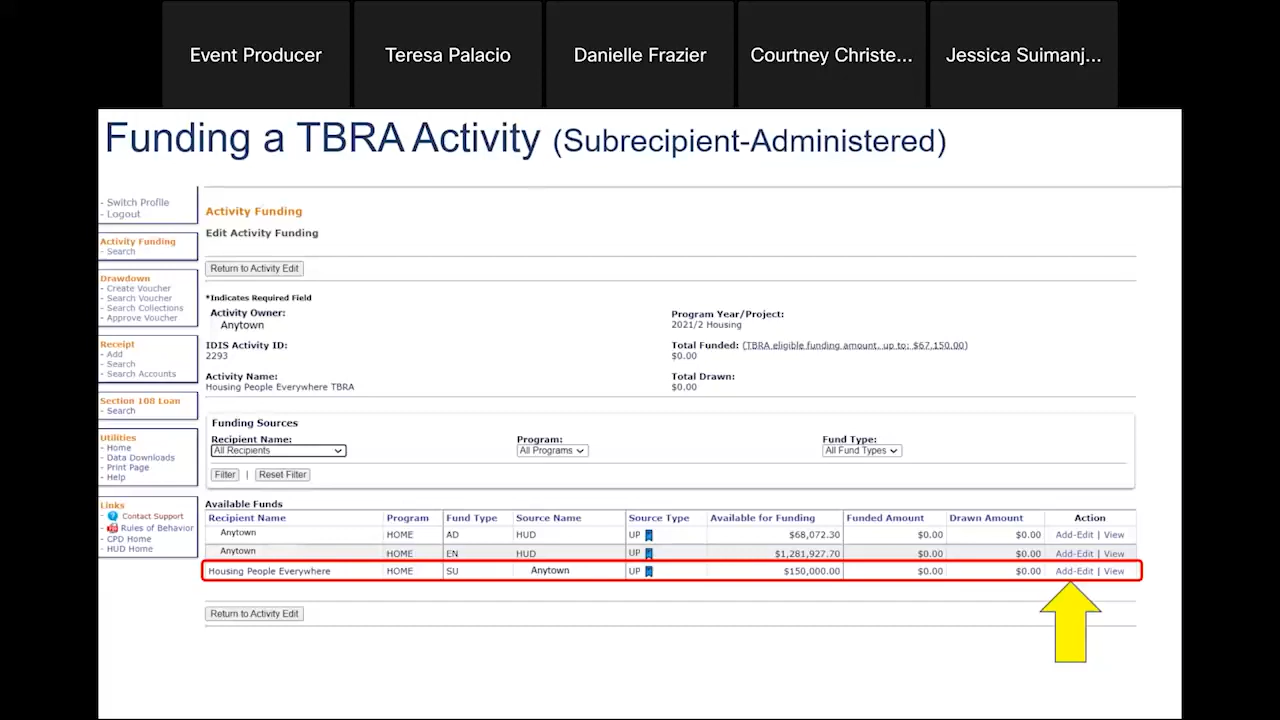 Event Producer
Teresa Palacio
Danielle Frazier
Courtney Christe...
Jessica Suimanj...
Funding a TBRA Activity (Subrecipient-Administered)
- Switch Profile
- Logout
Activity Funding
- Search
Drawdown
- Create Voucher
- Search Voucher
- Search Collections
- Approve Voucher
Receipt
- Add
- Search
- Search Accounts
Section 108 Loan
- Search
Utilities
- Home
- Data Downloads
- Print Page
- Help
Links
- Contact Support
- Rules of Behavior
- CPD Home
- HUD Home
Activity Funding
Edit Activity Funding
Return to Activity Edit
*Indicates Required Field
Activity Owner:
Anytown
Program Year/Project:
2021/2 Housing
IDIS Activity ID:
2293
Total Funded: (TBRA eligible funding amount, up to: $67,150.00)
$0.00
Activity Name:
Housing People Everywhere TBRA
Total Drawn:
$0.00
Funding Sources
Recipient Name: Program: Fund Type:
All Recipients All Programs All Fund Types
Filter | Reset Filter
Available Funds
Recipient Name Program Fund Type Source Name Source Type Available for Funding Funded Amount Drawn Amount Action
Anytown HOME AD HUD UP $68,072.30 $0.00 $0.00 Add-Edit | View
Anytown HOME EN HUD UP $1,281,927.70 $0.00 $0.00 Add-Edit | View
Housing People Everywhere HOME SU Anytown UP $150,000.00 $0.00 $0.00 Add-Edit | View
Return to Activity Edit